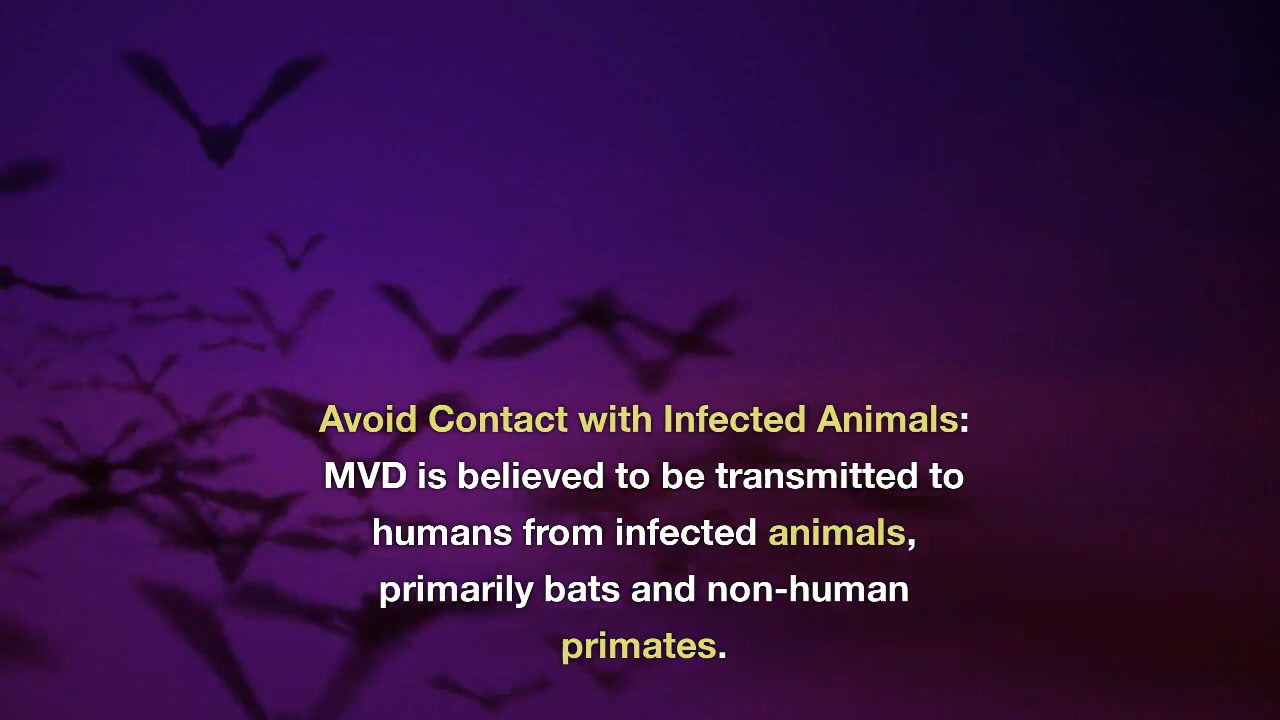 Avoid Contact with Infected Animals:
MVD is believed to be transmitted to
humans from infected animals,
primarily bats and non-human
primates.